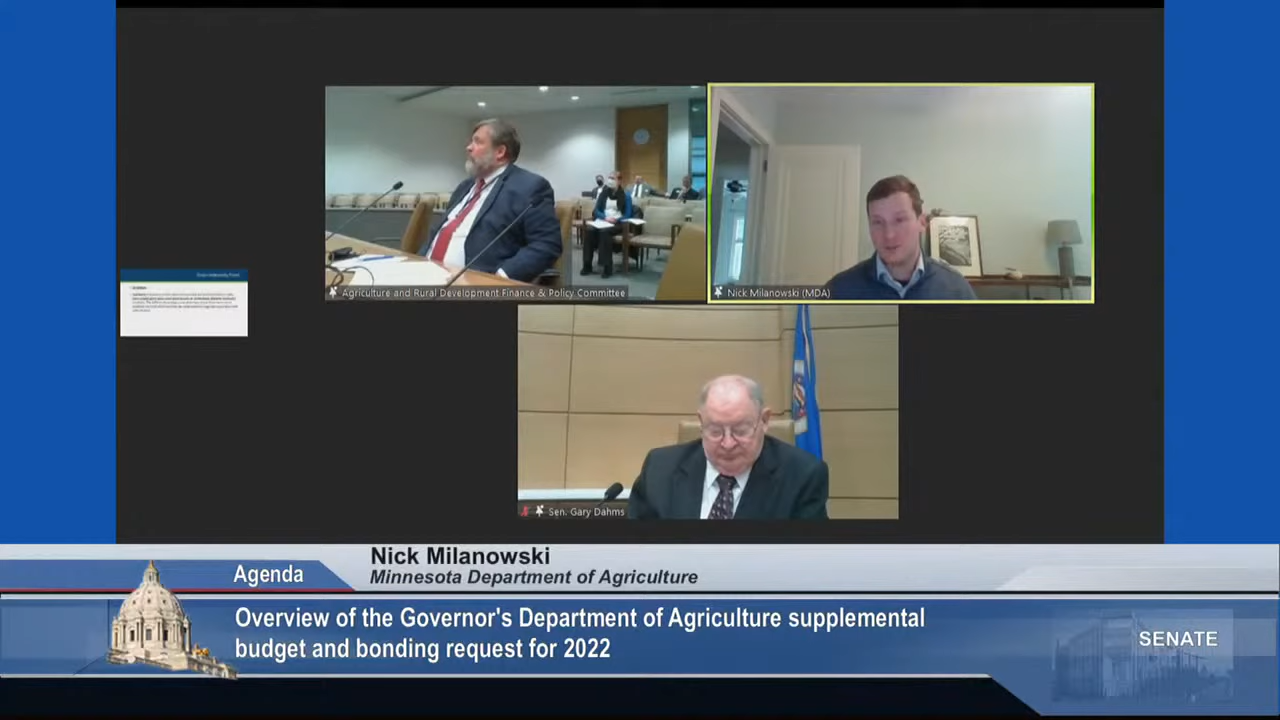 Agriculture and Rural Development Finance & Policy Committee
Nick Milanowski (MDA)
Sen. Gary Dahms
Nick Milanowski
Minnesota Department of Agriculture
Agenda
Overview of the Governor's Department of Agriculture supplemental
budget and bonding request for 2022
SENATE